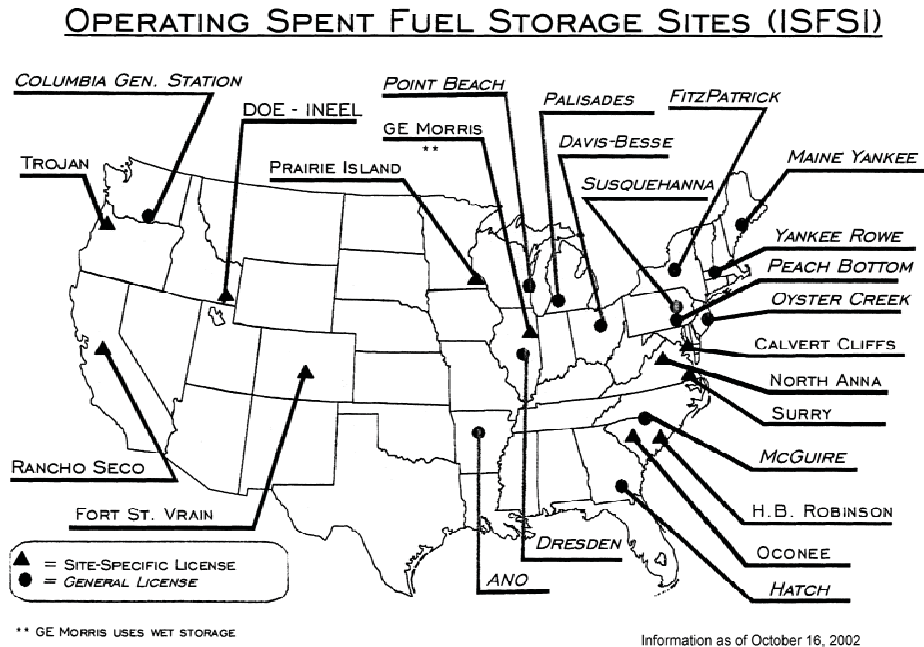 OPERATING SPENT FUEL STORAGE SITES (ISFSI)
COLUMBIA GEN. STATION
POINT BEACH
PALISADES
FITZPATRICK
DOE - INEEL
GE MORRIS
**
DAVIS-BESSE
TROJAN
PRAIRIE ISLAND
SUSQUEHANNA
MAINE YANKEE
YANKEE ROWE
PEACH BOTTOM
OYSTER CREEK
CALVERT CLIFFS
NORTH ANNA
SURRY
RANCHO SECO
MCGUIRE
FORT ST. VRAIN
H.B. ROBINSON
DRESDEN
OCONEE
ANO
HATCH
▲ = SITE-SPECIFIC LICENSE
● = GENERAL LICENSE
** GE MORRIS USES WET STORAGE
Information as of October 16, 2002